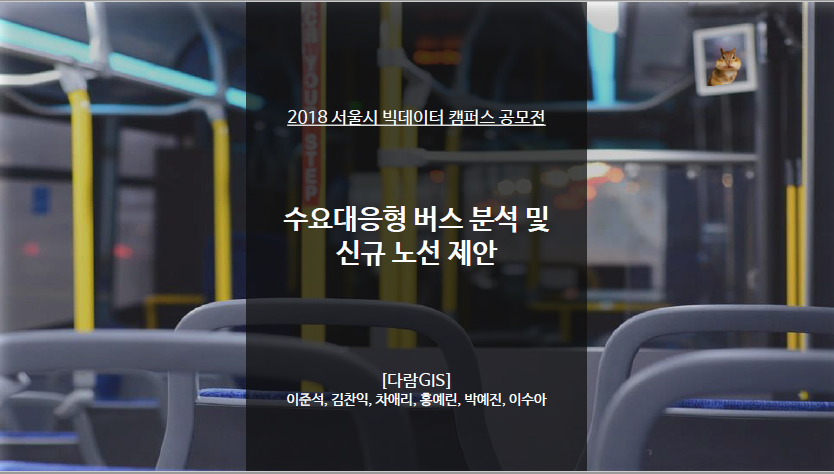 2018 서울시 빅데이터 캠퍼스 공모전
수요대응형 버스 분석 및
신규 노선 제안
[다람GIS]
이준석, 김찬익, 차애리, 홍예린, 박예진, 이수아
YOUR
STEP